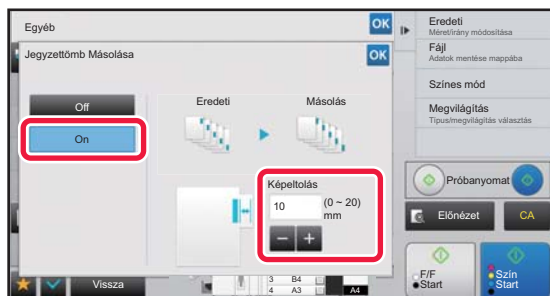 Egyéb
OK
Jegyzettömb Másolása
OK
Off
On
Eredeti
Másolás
Képeltolás
10
(0 ~ 20)
mm
Vissza
3 B4
4 A3
A4
Eredeti
Méret/irány módosítása
Fájl
Adatok mentése mappába
Színes mód
Megvilágítás
Típus/megvilágítás választás
Próbanyomat
Előnézet
CA
F/F
Start
Szín
Start